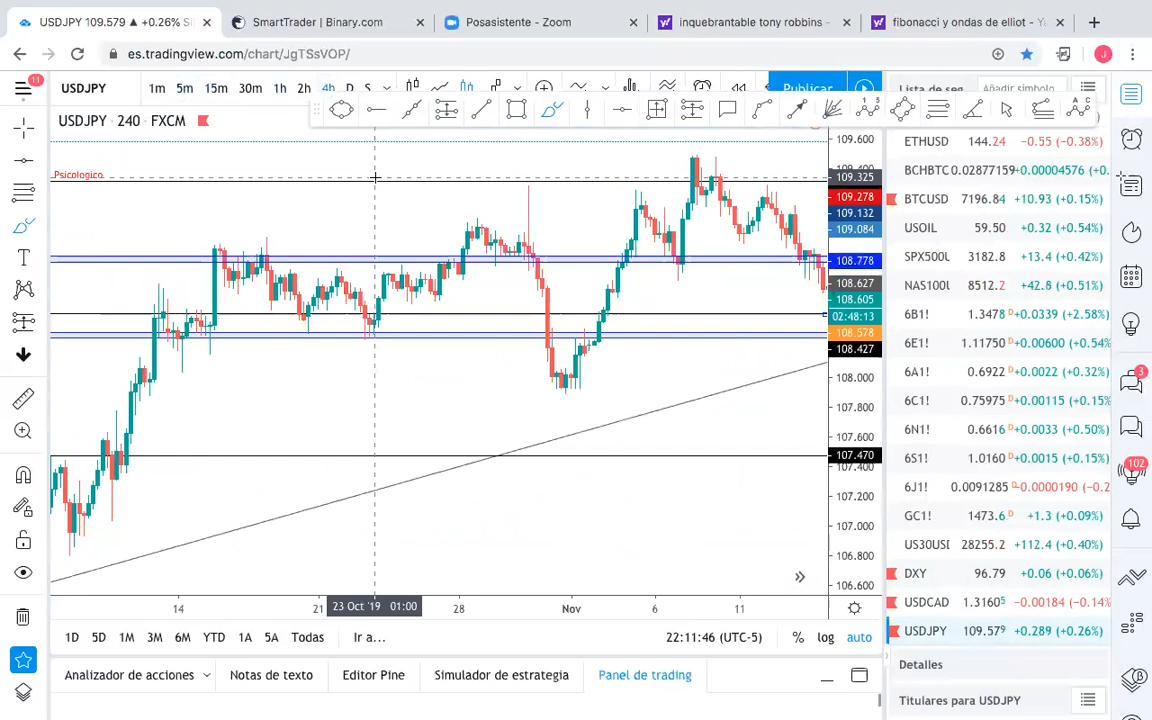 USDJPY 109.579 ▲ +0.26% S
SmartTrader | Binary.com
Posasistente - Zoom
inquebrantable tony robbins -
fibonacci y ondas de elliot - Ya
es.tradingview.com/chart/JgTSsVOP/
J
11
USDJPY
1m 5m 15m 30m 1h 2h 4h D S
Publicar
Lista de seg
Añadir símbolo
USDJPY · 240 · FXCM
Psicologico
109.600
109.400
109.325
109.278
109.132
109.084
108.778
108.627
108.605
02:48:13
108.578
108.427
108.000
107.800
107.600
107.470
107.400
107.200
107.000
106.800
106.600
14 21 23 Oct '19 01:00 28 Nov 6 11
ETHUSD 144.24 −0.55 (−0.38%)
BCHBTC 0.02877159 +0.00004576 (+0.
BTCUSD 7196.84 +10.93 (+0.15%)
USOIL 59.50 +0.32 (+0.54%)
SPX500U 3182.8 +13.4 (+0.42%)
NAS100U 8512.2 +42.8 (+0.51%)
6B1! 1.3478 D +0.0339 (+2.58%)
6E1! 1.11750 D +0.00600 (+0.54%
6A1! 0.6922 D +0.0022 (+0.32%)
6C1! 0.75975 D +0.00115 (+0.15%
6N1! 0.6616 D +0.0033 (+0.50%)
6S1! 1.0160 D +0.0015 (+0.15%)
6J1! 0.0091285 D −0.0000190 (−0.2
GC1! 1473.6 D +1.3 (+0.09%)
US30USD 28255.2 +112.4 (+0.40%)
DXY 96.79 +0.06 (+0.06%)
USDCAD 1.31605 −0.00184 (−0.14%
USDJPY 109.579 +0.289 (+0.26%)
3
102
1D 5D 1M 3M 6M YTD 1A 5A Todas Ir a...
22:11:46 (UTC-5) % log auto
Detalles
Analizador de acciones
Notas de texto
Editor Pine
Simulador de estrategia
Panel de trading
Titulares para USDJPY